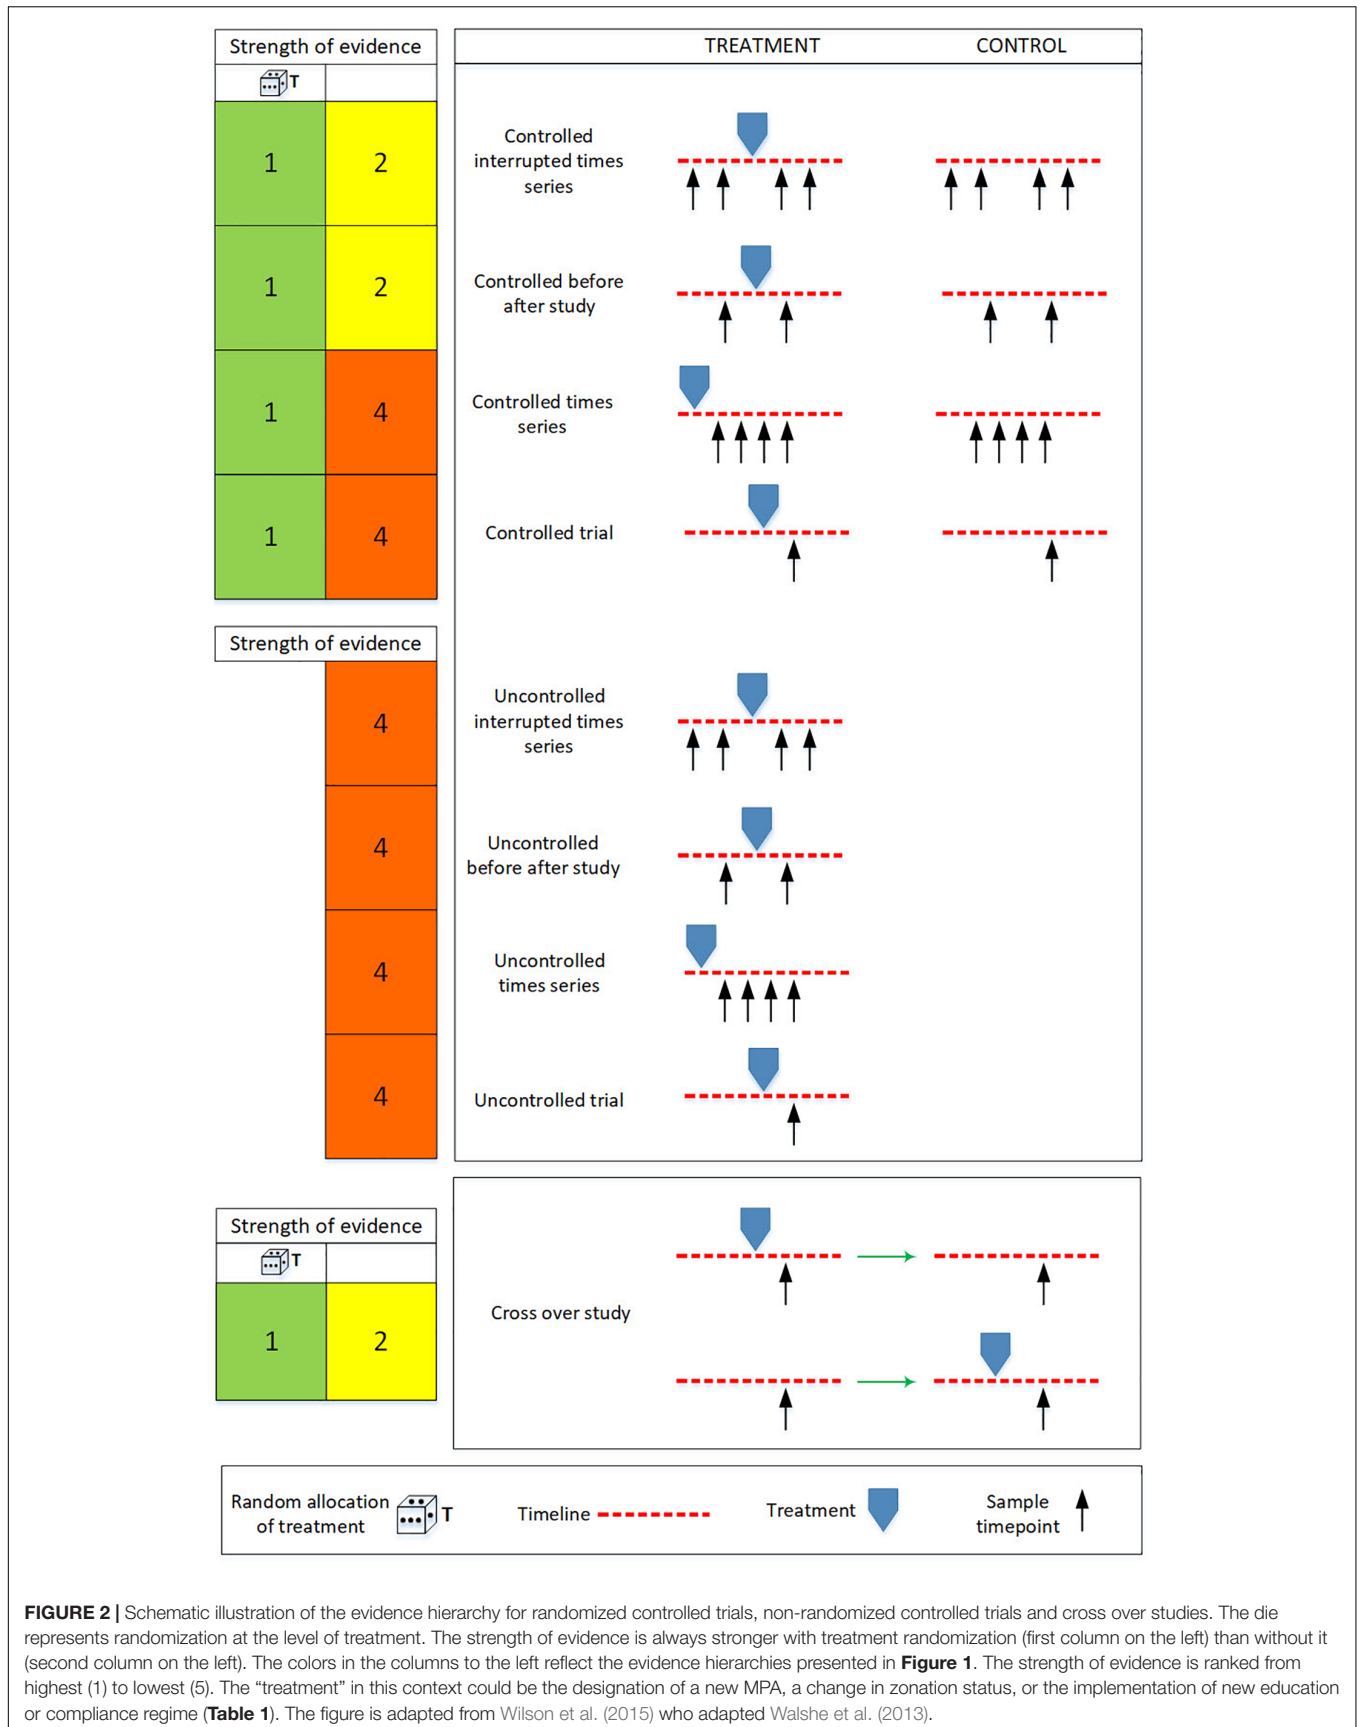 Strength of evidence
TREATMENT CONTROL
T
1 2
Controlled
interrupted times
series
1 2
Controlled before
after study
1 4
Controlled times
series
1 4
Controlled trial
Strength of evidence
4
Uncontrolled
interrupted times
series
4
Uncontrolled
before after study
4
Uncontrolled
times series
4
Uncontrolled trial
Strength of evidence
T
1 2
Cross over study
Random allocation
of treatment
T
Timeline
Treatment
Sample
timepoint
FIGURE 2 | Schematic illustration of the evidence hierarchy for randomized controlled trials, non-randomized controlled trials and cross over studies. The die
represents randomization at the level of treatment. The strength of evidence is always stronger with treatment randomization (first column on the left) than without it
(second column on the left). The colors in the columns to the left reflect the evidence hierarchies presented in Figure 1. The strength of evidence is ranked from
highest (1) to lowest (5). The “treatment” in this context could be the designation of a new MPA, a change in zonation status, or the implementation of new education
or compliance regime (Table 1). The figure is adapted from Wilson et al. (2015) who adapted Walshe et al. (2013).